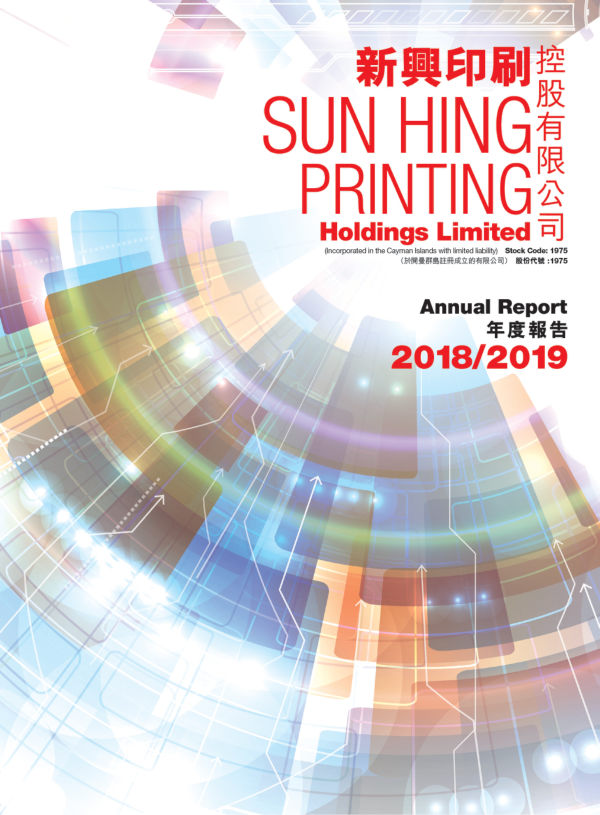 新興印刷
控股有限公司
SUN HING
PRINTING
Holdings Limited
(Incorporated in the Cayman Islands with limited liability) Stock Code: 1975
（於開曼群島註冊成立的有限公司） 股份代號 : 1975
Annual Report
年度報告
2018/2019